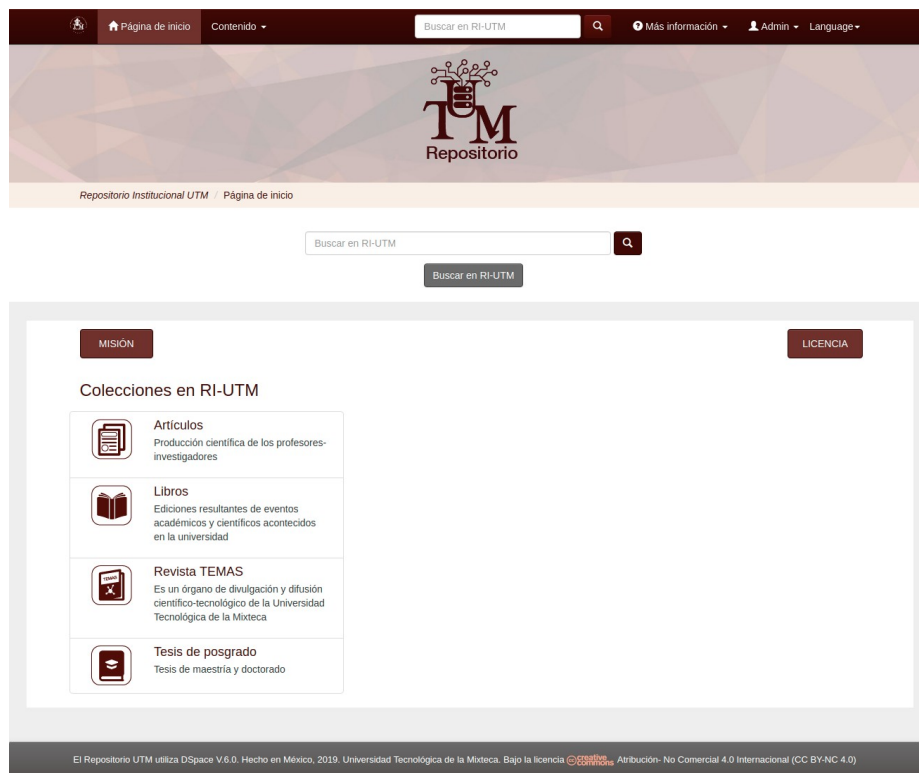 Página de inicio Contenido Buscar en RI-UTM Más información Admin Language
UTM
Repositorio
Repositorio Institucional UTM / Página de inicio
Buscar en RI-UTM
Buscar en RI-UTM
MISIÓN LICENCIA
Colecciones en RI-UTM
Artículos
Producción científica de los profesores-
investigadores
Libros
Ediciones resultantes de eventos
académicos y científicos acontecidos
en la universidad
TEMAS
Revista TEMAS
Es un órgano de divulgación y difusión
científico-tecnológico de la Universidad
Tecnológica de la Mixteca
Tesis de posgrado
Tesis de maestría y doctorado
El Repositorio UTM utiliza DSpace V.6.0. Hecho en México, 2019. Universidad Tecnológica de la Mixteca. Bajo la licencia creative commons Atribución- No Comercial 4.0 Internacional (CC BY-NC 4.0)